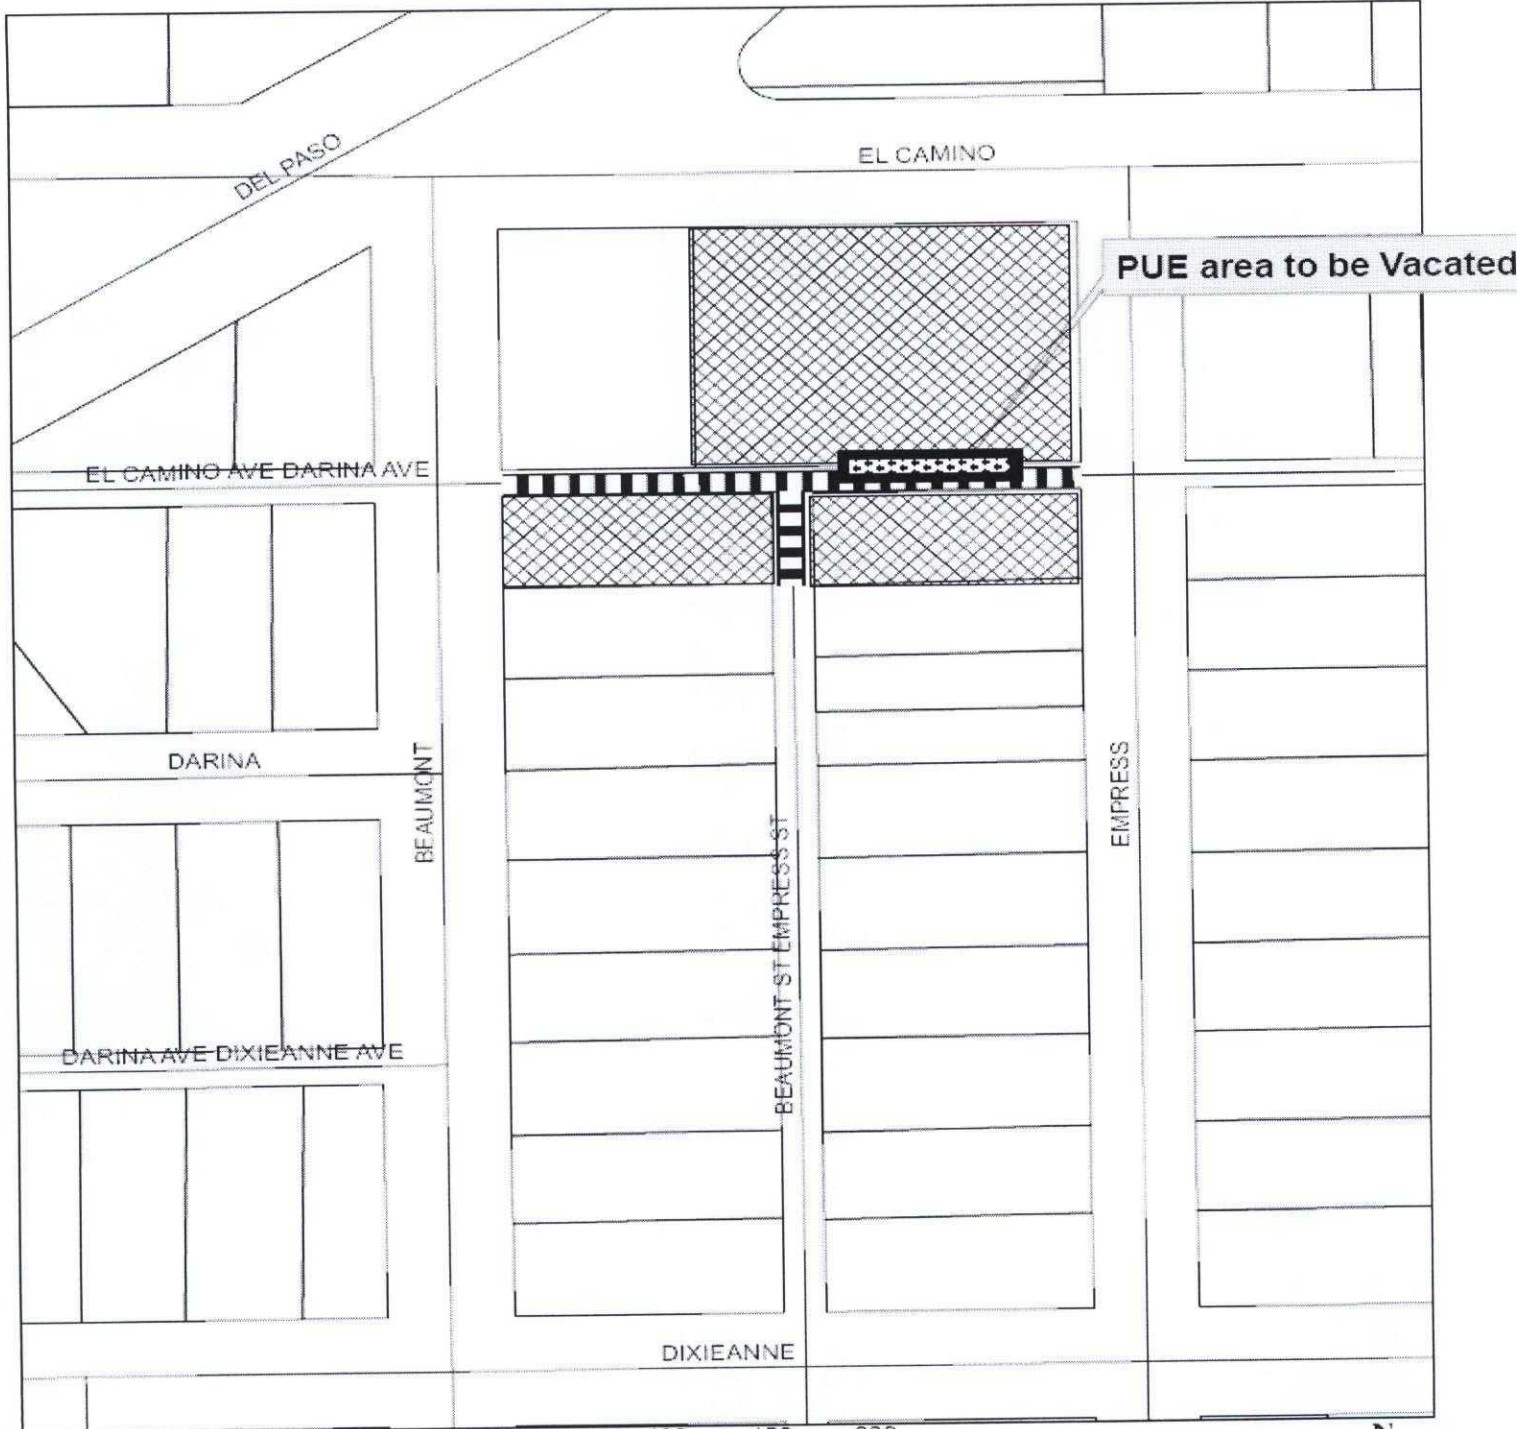 DEL PASO
EL CAMINO
PUE area to be Vacated
EL CAMINO AVE DARINA AVE
DARINA
BEAUMONT
EMPRESS
BEAUMONT ST EMPRESS ST
DARINA AVE DIXIEANNE AVE
DIXIEANNE